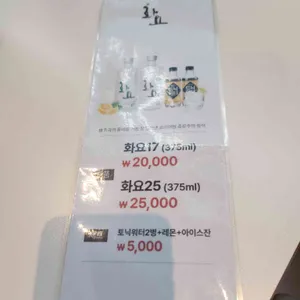 화요
화요17 (375ml)
₩20,000
화요25 (375ml)
₩25,000
토닉워터2병+레몬+아이스잔
₩5,000